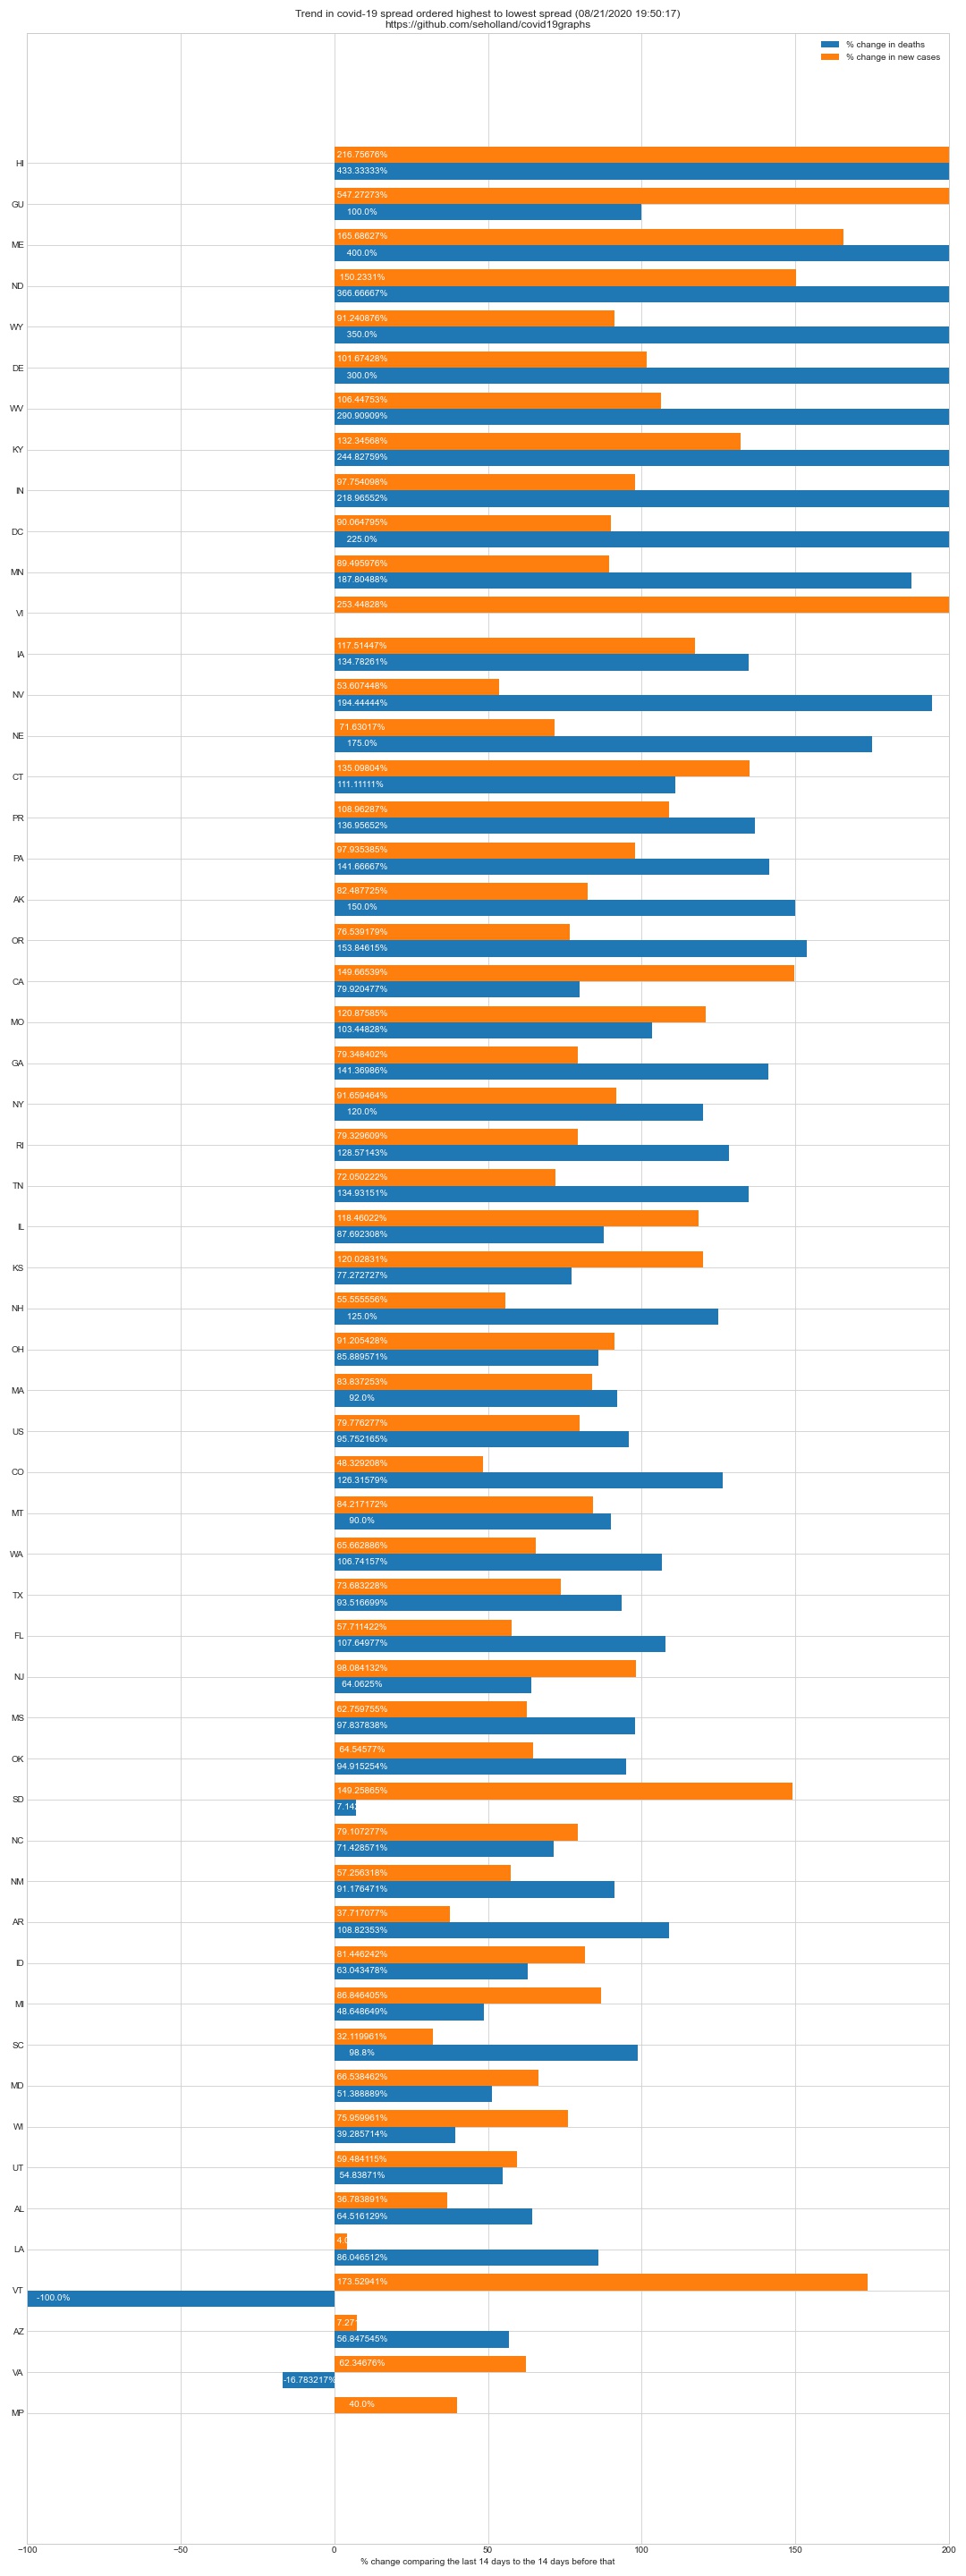 Trend in covid-19 spread ordered highest to lowest spread (08/21/2020 19:50:17)
https://github.com/seholland/covid19graphs
% change in deaths
% change in new cases
216.75676%
HI
433.33333%
547.27273%
GU
100.0%
165.68627%
ME
400.0%
150.2331%
ND
366.66667%
91.240876%
WY
350.0%
101.67428%
DE
300.0%
106.44753%
WV
290.90909%
132.34568%
KY
244.82759%
97.754098%
IN
218.96552%
90.064795%
DC
225.0%
89.495976%
MN
187.80488%
253.44828%
VI
117.51447%
IA
134.78261%
53.607448%
NV
194.44444%
71.63017%
NE
175.0%
135.09804%
CT
111.11111%
108.96287%
PR
136.95652%
97.935385%
PA
141.66667%
82.487725%
AK
150.0%
76.539179%
OR
153.84615%
149.66539%
CA
79.920477%
120.87585%
MO
103.44828%
79.348402%
GA
141.36986%
91.659464%
NY
120.0%
79.329609%
RI
128.57143%
72.050222%
TN
134.93151%
118.46022%
IL
87.692308%
120.02831%
KS
77.272727%
55.555556%
NH
125.0%
91.205428%
OH
85.889571%
83.837253%
MA
92.0%
79.776277%
US
95.752165%
48.329208%
CO
126.31579%
84.217172%
MT
90.0%
65.662886%
WA
106.74157%
73.683228%
TX
93.516699%
57.711422%
FL
107.64977%
98.084132%
NJ
64.0625%
62.759755%
MS
97.837838%
64.54577%
OK
94.915254%
149.25865%
SD
7.14
79.107277%
NC
71.428571%
57.256318%
NM
91.176471%
37.717077%
AR
108.82353%
81.446242%
ID
63.043478%
86.846405%
MI
48.648649%
32.119961%
SC
98.8%
66.538462%
MD
51.388889%
75.959961%
WI
39.285714%
59.484115%
UT
54.83871%
36.783891%
AL
64.516129%
4.0
LA
86.046512%
173.52941%
VT
-100.0%
7.27
AZ
56.847545%
62.34676%
VA
-16.783217%
40.0%
MP
−100 −50 0 50 100 150 200
% change comparing the last 14 days to the 14 days before that